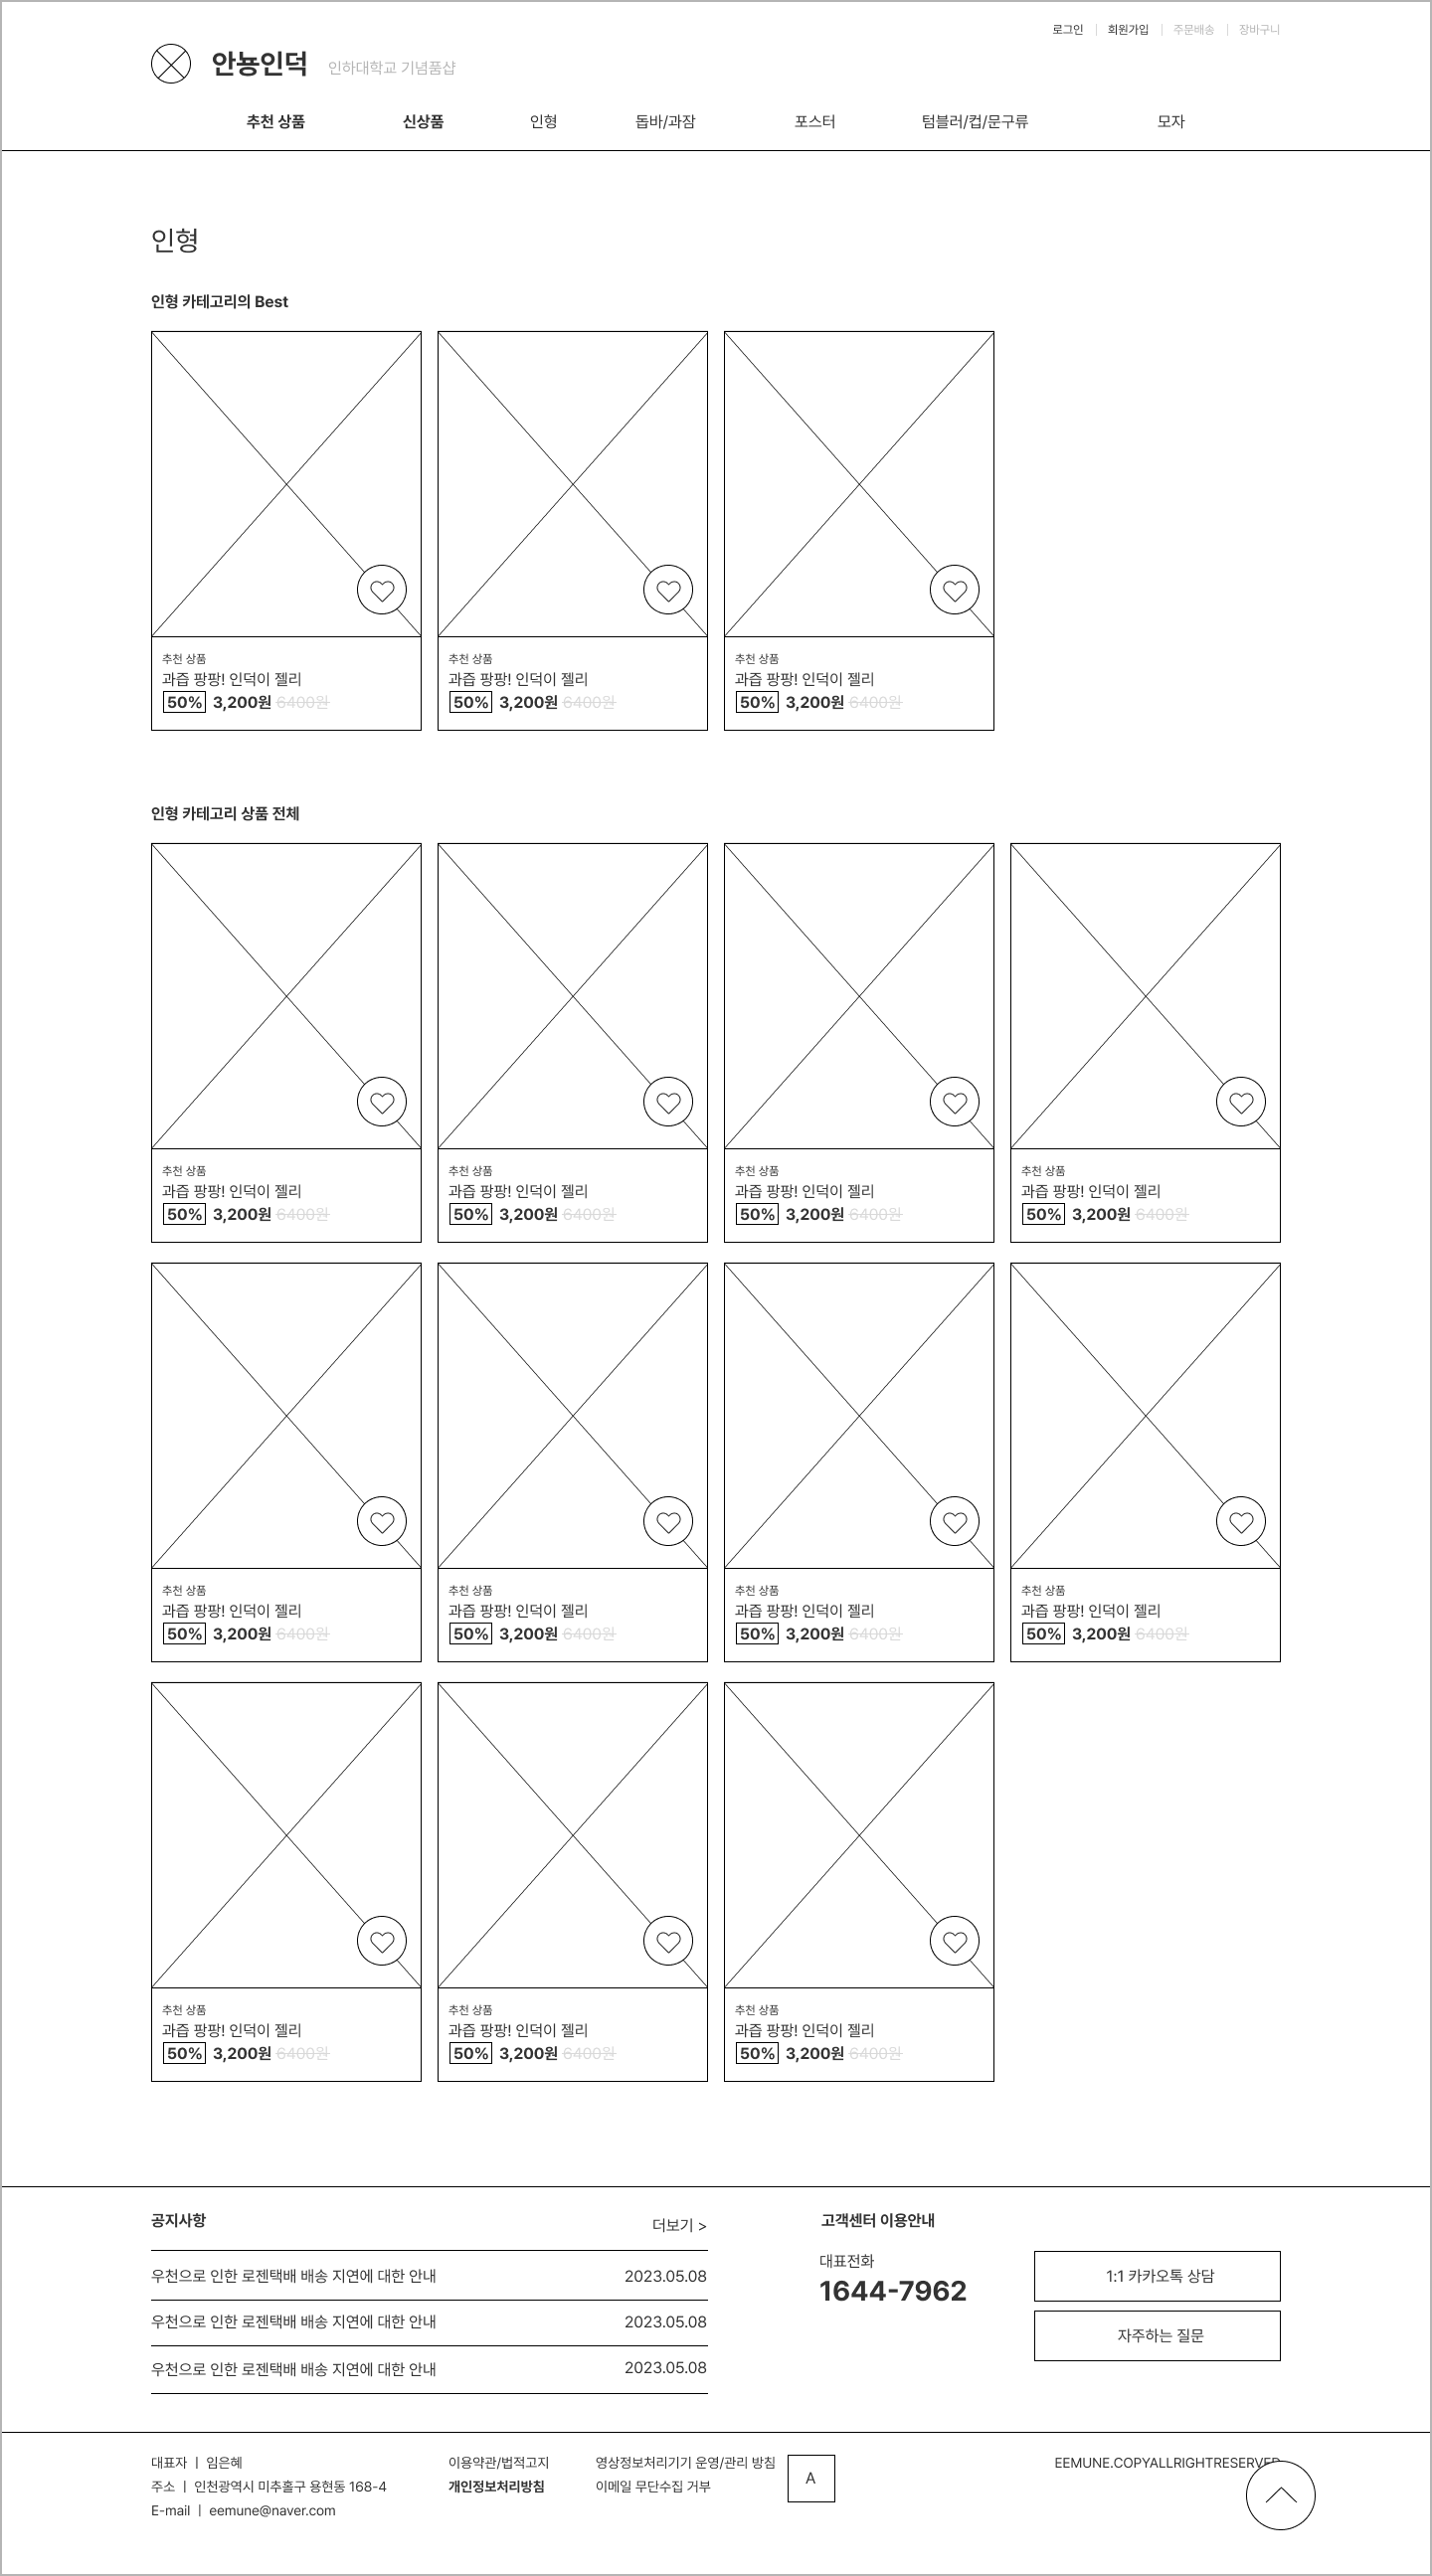 로그인 | 회원가입 | 주문배송 | 장바구니
안뇽인덕 인하대학교 기념품샵
추천 상품 신상품 인형 돕바/과잠 포스터 텀블러/컵/문구류 모자
인형
인형 카테고리의 Best
추천 상품 추천 상품 추천 상품
과즙 팡팡! 인덕이 젤리 과즙 팡팡! 인덕이 젤리 과즙 팡팡! 인덕이 젤리
50% 3,200원 6400원 50% 3,200원 6400원 50% 3,200원 6400원
인형 카테고리 상품 전체
추천 상품 추천 상품 추천 상품 추천 상품
과즙 팡팡! 인덕이 젤리 과즙 팡팡! 인덕이 젤리 과즙 팡팡! 인덕이 젤리 과즙 팡팡! 인덕이 젤리
50% 3,200원 6400원 50% 3,200원 6400원 50% 3,200원 6400원 50% 3,200원 6400원
추천 상품 추천 상품 추천 상품 추천 상품
과즙 팡팡! 인덕이 젤리 과즙 팡팡! 인덕이 젤리 과즙 팡팡! 인덕이 젤리 과즙 팡팡! 인덕이 젤리
50% 3,200원 6400원 50% 3,200원 6400원 50% 3,200원 6400원 50% 3,200원 6400원
추천 상품 추천 상품 추천 상품
과즙 팡팡! 인덕이 젤리 과즙 팡팡! 인덕이 젤리 과즙 팡팡! 인덕이 젤리
50% 3,200원 6400원 50% 3,200원 6400원 50% 3,200원 6400원
공지사항 더보기 >
우천으로 인한 로젠택배 배송 지연에 대한 안내 2023.05.08
우천으로 인한 로젠택배 배송 지연에 대한 안내 2023.05.08
우천으로 인한 로젠택배 배송 지연에 대한 안내 2023.05.08
고객센터 이용안내
대표전화
1644-7962
1:1 카카오톡 상담
자주하는 질문
대표자 | 임은혜
주소 | 인천광역시 미추홀구 용현동 168-4
E-mail | eemune@naver.com
이용약관/법적고지
개인정보처리방침
영상정보처리기기 운영/관리 방침
이메일 무단수집 거부
A
EEMUNE.COPYALLRIGHTRESERVED